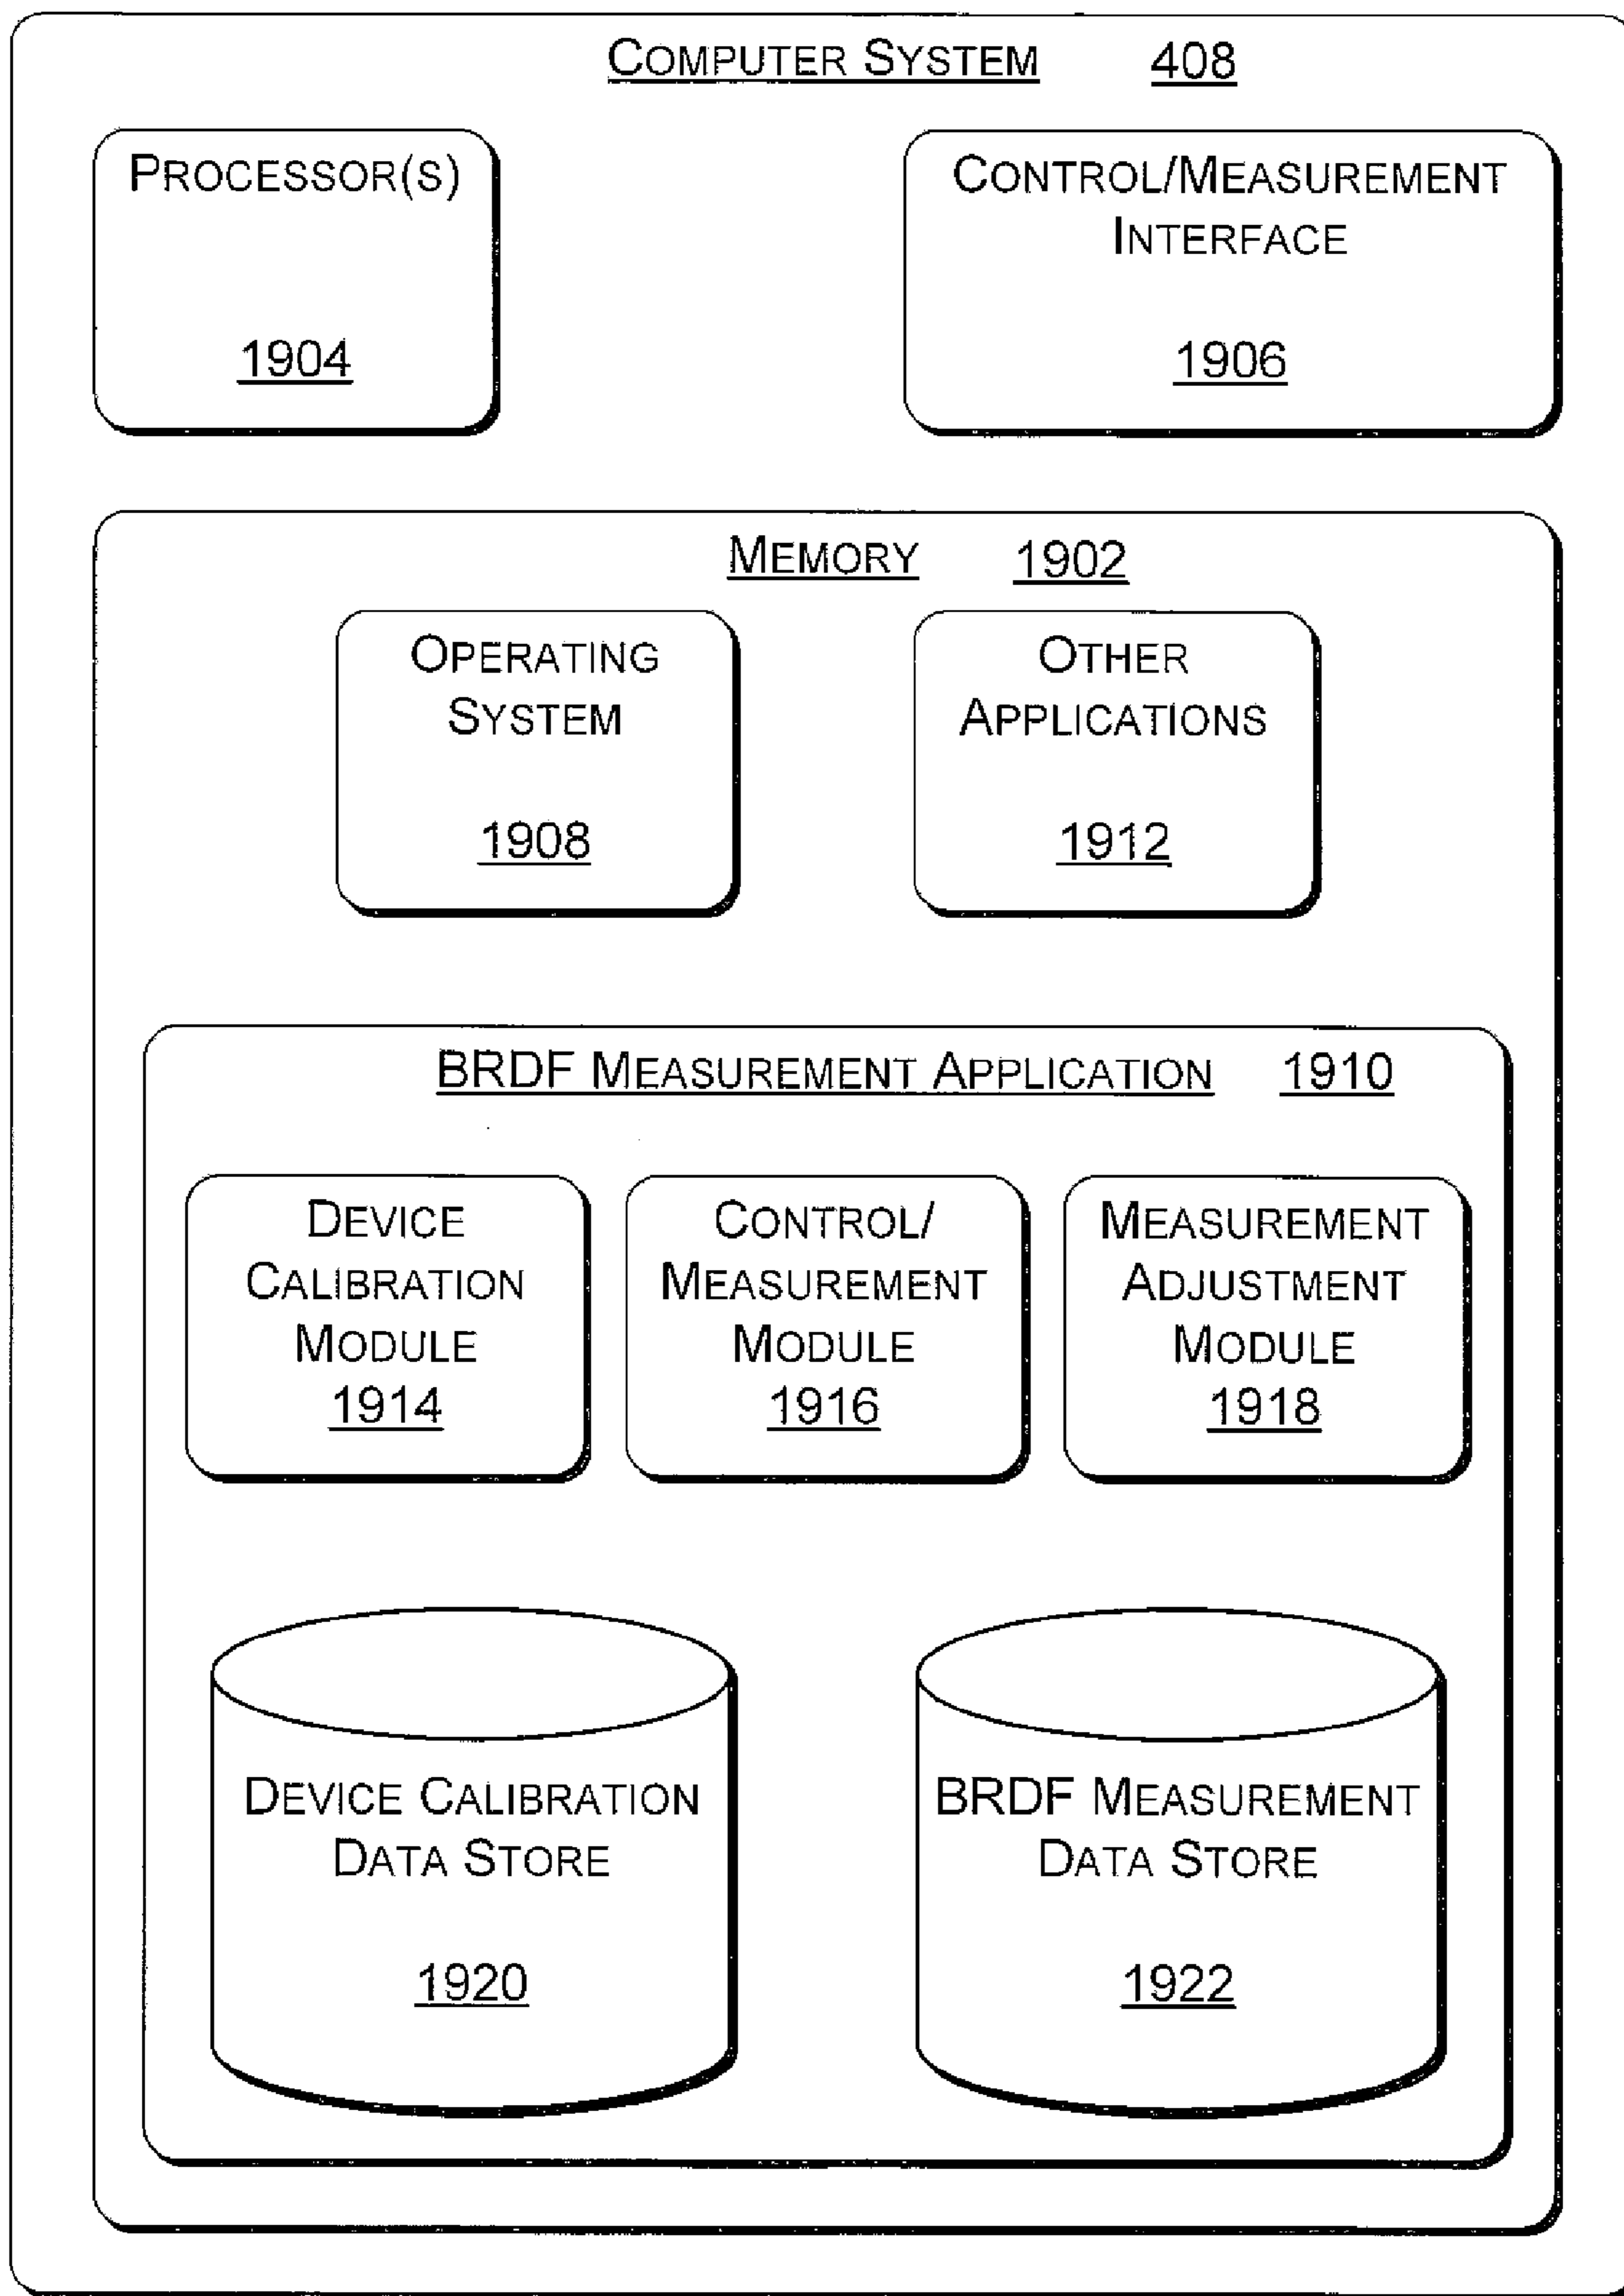 COMPUTER SYSTEM 408
PROCESSOR(S)
1904
CONTROL/MEASUREMENT
INTERFACE
1906
MEMORY 1902
OPERATING
SYSTEM
1908
OTHER
APPLICATIONS
1912
BRDF MEASUREMENT APPLICATION 1910
DEVICE
CALIBRATION
MODULE
1914
CONTROL/
MEASUREMENT
MODULE
1916
MEASUREMENT
ADJUSTMENT
MODULE
1918
DEVICE CALIBRATION
DATA STORE
1920
BRDF MEASUREMENT
DATA STORE
1922